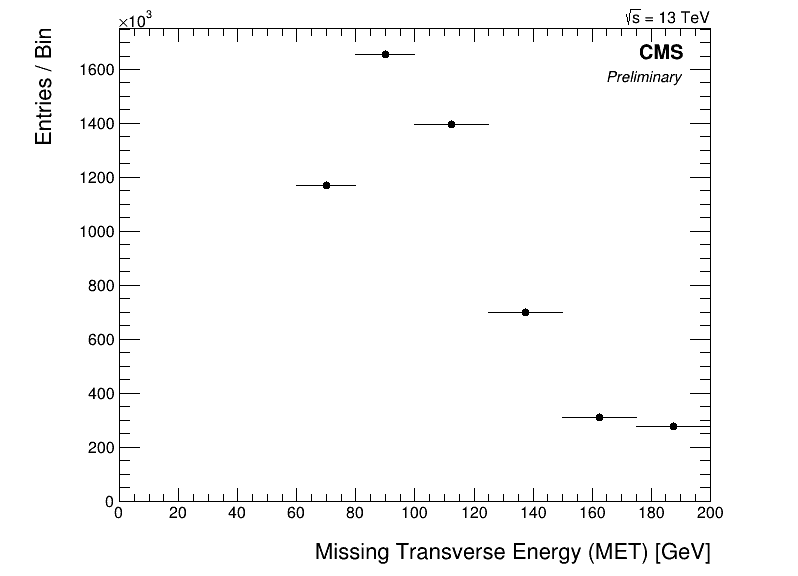 ×10³
√s = 13 TeV
Entries / Bin
CMS
Preliminary
1600
1400
1200
1000
800
600
400
200
0
0 20 40 60 80 100 120 140 160 180 200
Missing Transverse Energy (MET) [GeV]